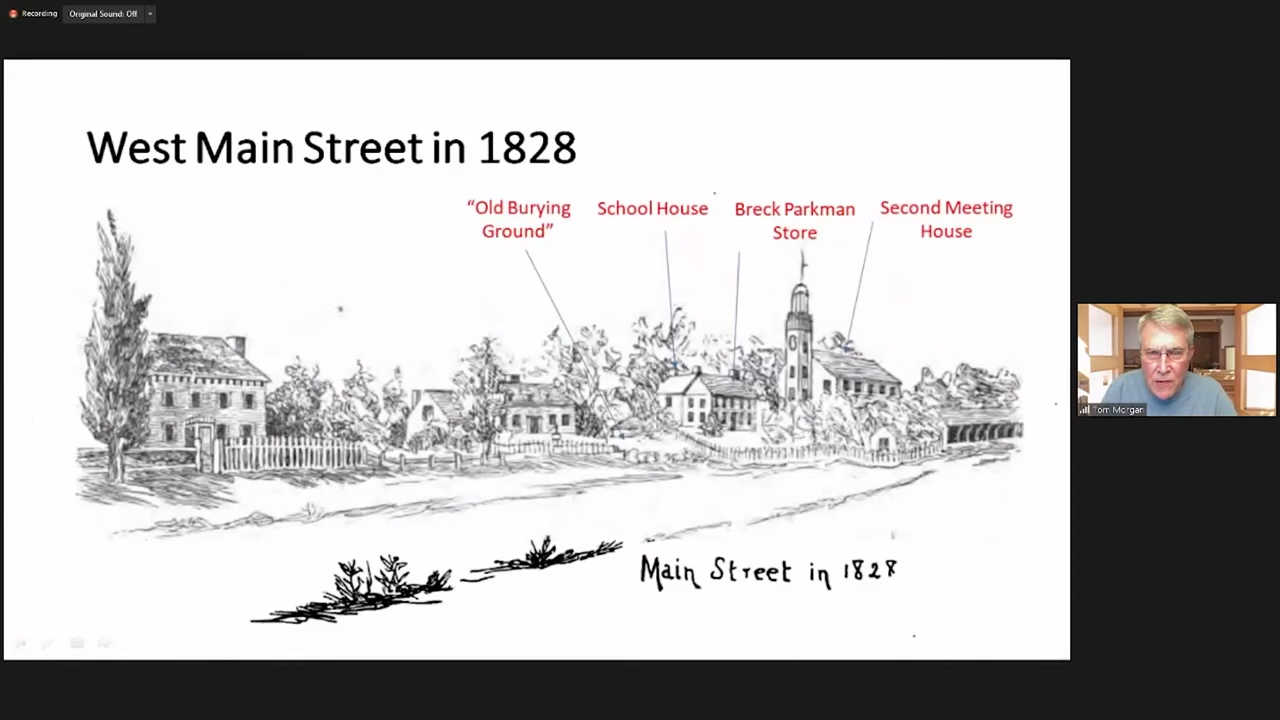 Recording Original Sound: Off
West Main Street in 1828
“Old Burying
Ground”
School House
Breck Parkman
Store
Second Meeting
House
Main Street in 1828
Tom Morgan